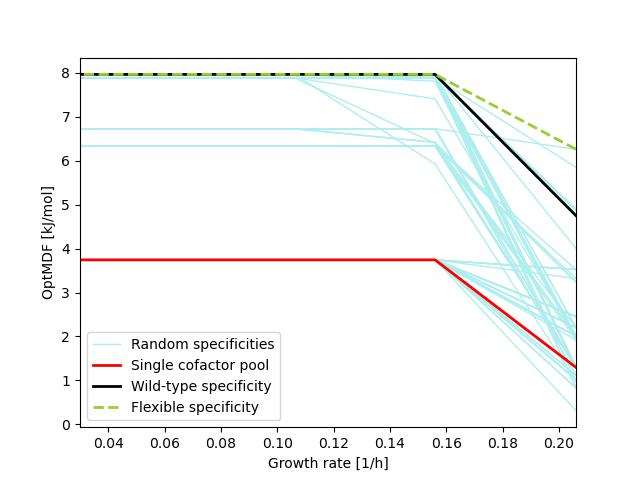 8
7
6
5
4
3
2
1
0
OptMDF [kJ/mol]
Random specificities
Single cofactor pool
Wild-type specificity
Flexible specificity
0.04 0.06 0.08 0.10 0.12 0.14 0.16 0.18 0.20
Growth rate [1/h]